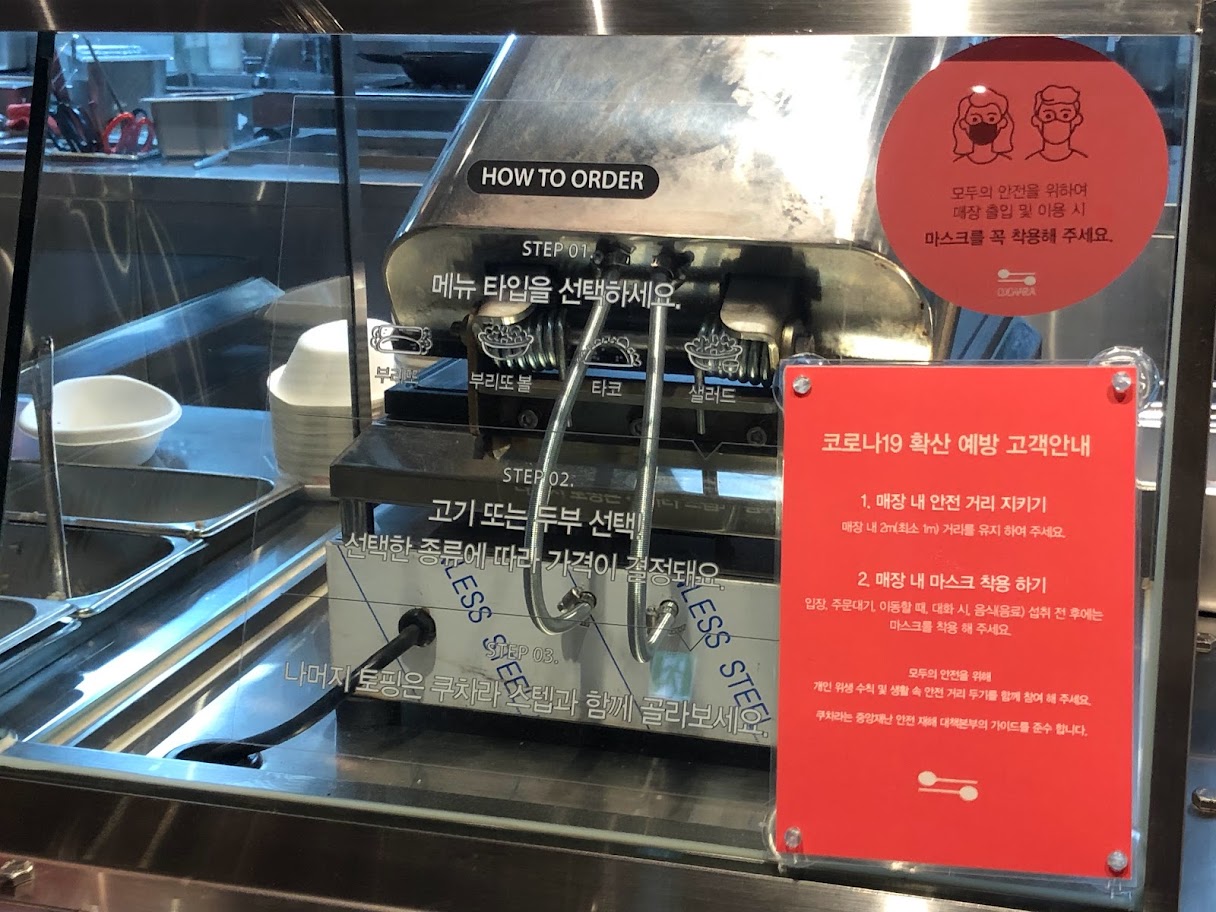 HOW TO ORDER
STEP 01.
메뉴 타입을 선택하세요.
부리또
부리또볼
타코
샐러드
STEP 02.
고기 또는 두부 선택!
선택한 종류에 따라 가격이 결정돼요.
STEP 03.
나머지 토핑은 쿠차라 스텝과 함께 골라보세요.
LESS STEEL
LESS STEEL
모두의 안전을 위하여
매장 출입 및 이용 시
마스크를 꼭 착용해 주세요.
CUCHARA
코로나19 확산 예방 고객안내
1. 매장 내 안전 거리 지키기
매장 내 2m(최소 1m) 거리를 유지 하여 주세요.
2. 매장 내 마스크 착용 하기
입장, 주문대기, 이동할 때, 대화 시, 음식(음료) 섭취 전 후에는
마스크를 착용 해 주세요.
모두의 안전을 위해
개인 위생 수칙 및 생활 속 안전 거리 두기를 함께 참여 해 주세요.
쿠차라는 중앙재난 안전 재해 대책본부의 가이드를 준수 합니다.